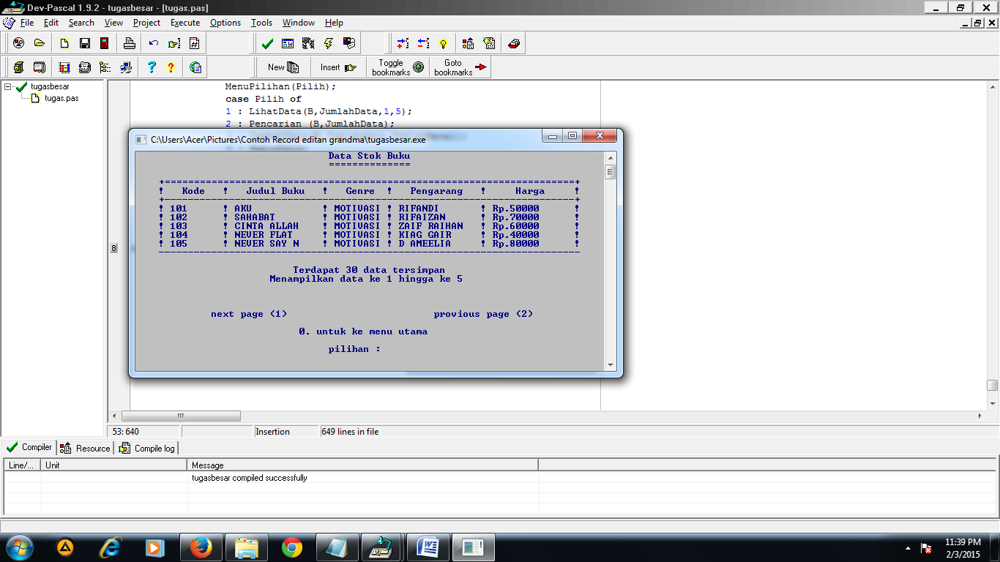 Dev-Pascal 1.9.2 - tugasbesar - [tugas.pas]
File Edit Search View Project Execute Options Tools Window Help
New Insert Toggle bookmarks Goto bookmarks
tugasbesar
tugas.pas
MenuPilihan(Pilih);
case Pilih of
1 : LihatData(B,JumlahData,1,5);
2 : Pencarian (B,JumlahData);
C:\Users\Acer\Pictures\Contoh Record editan grandma\tugasbesar.exe
Data Stok Buku
==============
+======================================================================+
! Kode ! Judul Buku ! Genre ! Pengarang ! Harga !
+----------------------------------------------------------------------+
! 101 ! AKU ! MOTIVASI ! RIFANDI ! Rp.50000 !
! 102 ! SAHABAT ! MOTIVASI ! RIFAIZAN ! Rp.70000 !
! 103 ! CINTA ALLAH ! MOTIVASI ! ZAIF RAIHAN ! Rp.60000 !
! 104 ! NEVER FLAT ! MOTIVASI ! KIAG GAIR ! Rp.40000 !
! 105 ! NEVER SAY N ! MOTIVASI ! D AMEELIA ! Rp.80000 !
------------------------------------------------------------------------
Terdapat 30 data tersimpan
Menampilkan data ke 1 hingga ke 5
next page (1) provious page (2)
0. untuk ke menu utama
pilihan :
8
53: 640 Insertion 649 lines in file
Compiler Resource Compile log
Line/... Unit Message
tugasbesar compiled successfully
11:39 PM
2/3/2015